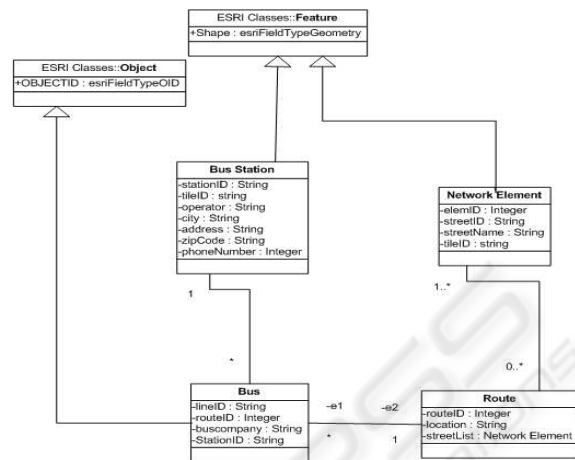 ESRI Classes::Feature
+Shape : esriFieldTypeGeometry
ESRI Classes::Object
+OBJECTID : esriFieldTypeOID
Bus Station
-stationID : String
-tileID : string
-operator : String
-city : String
-address : String
-zipCode : String
-phoneNumber : Integer
Network Element
-elemID : Integer
-streetID : String
-streetName : String
-tileID : string
1
1..*
*
0..*
Bus
-lineID : String
-routeID : Integer
-buscompany : String
-StationID : String
-e1
-e2
*
1
Route
-routeID : Integer
-location : String
-streetList : Network Element